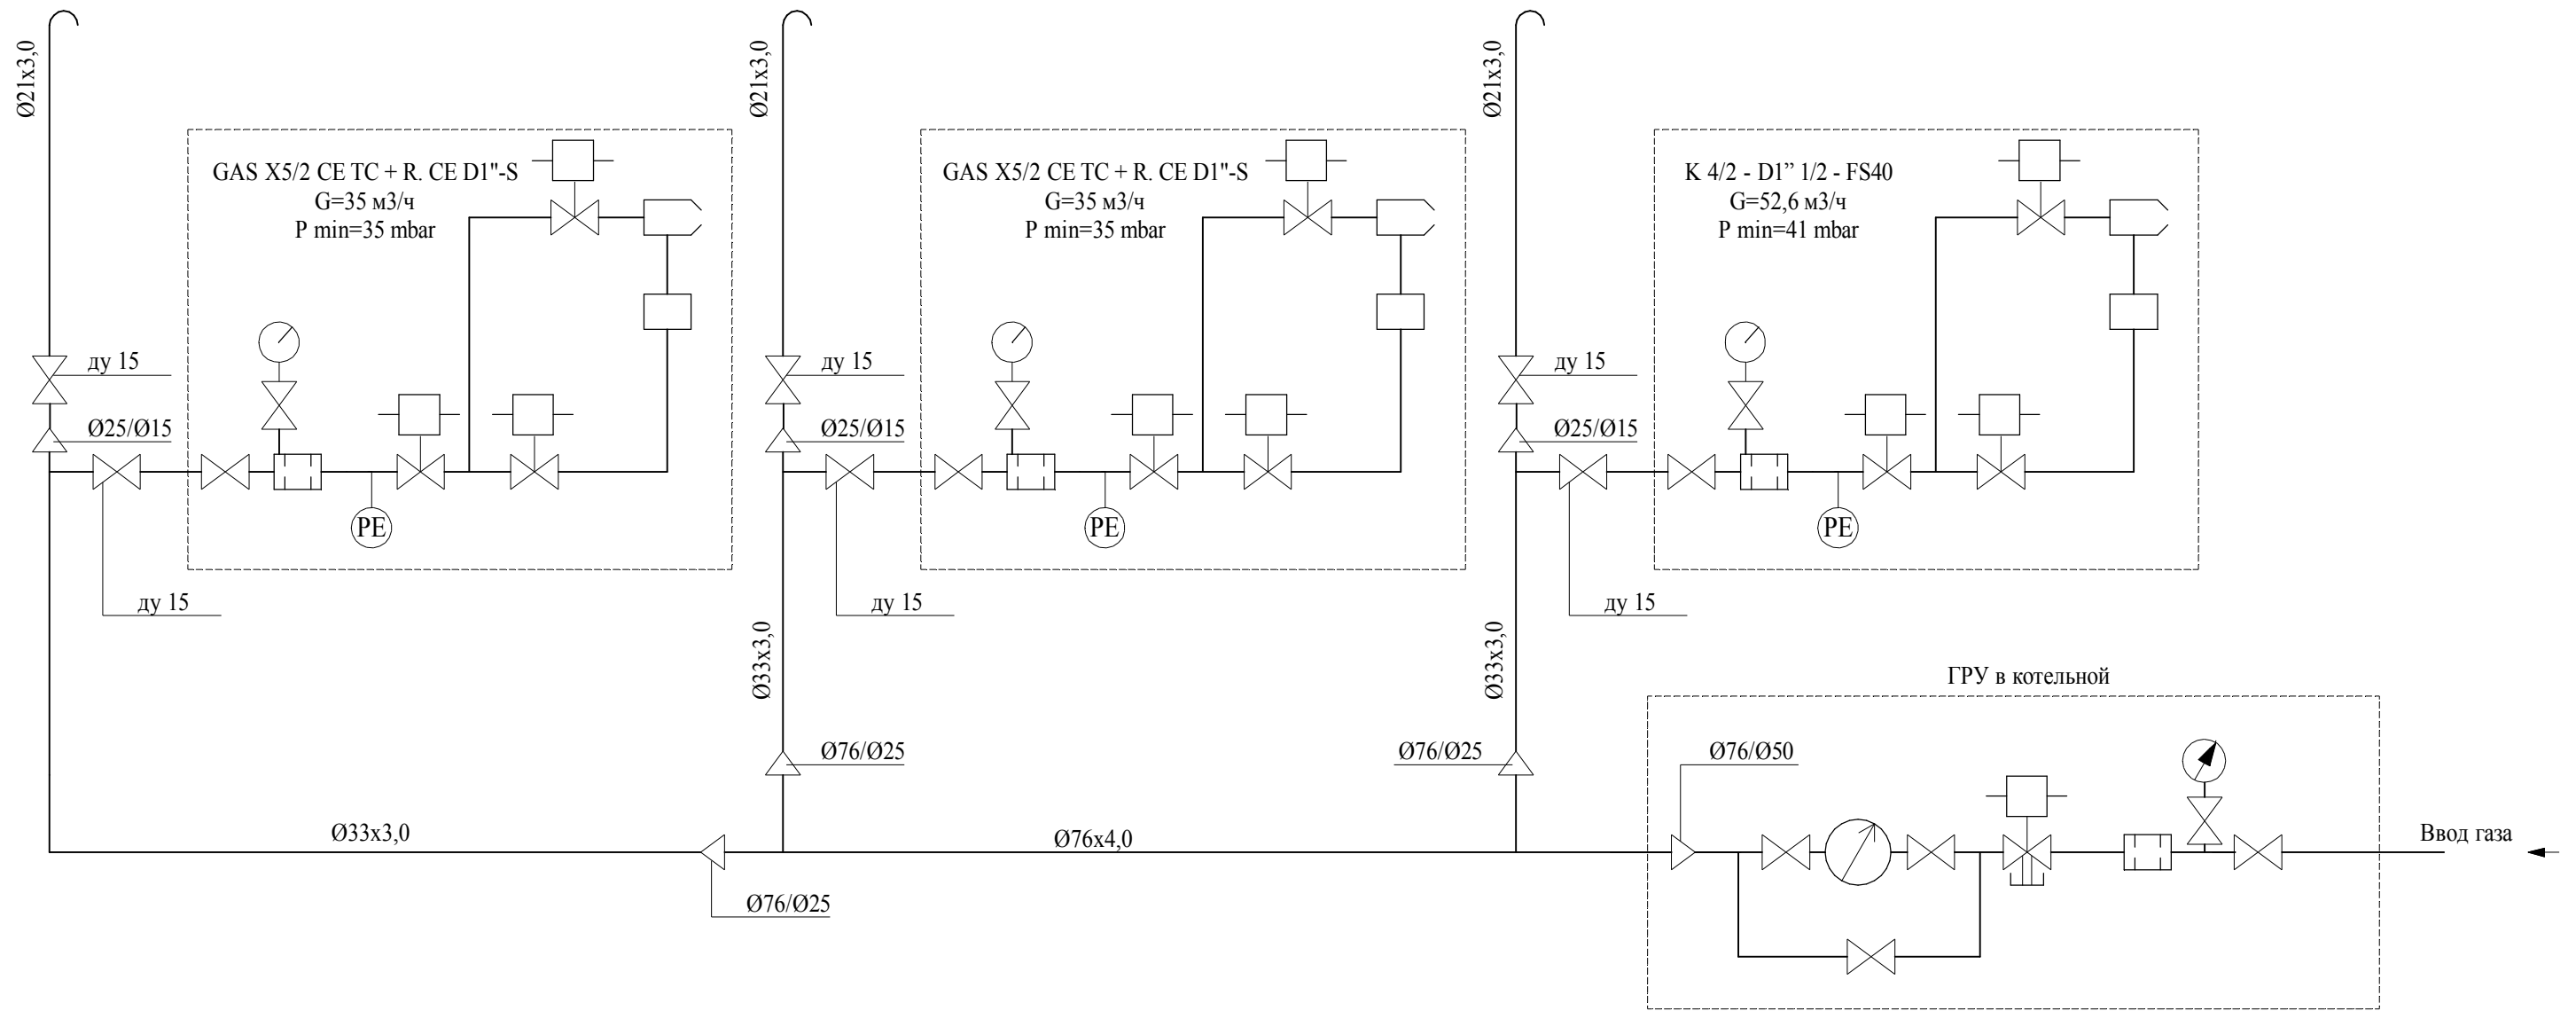 Ø21x3,0
Ø21x3,0
Ø21x3,0
GAS X5/2 CE TC + R. CE D1"-S
G=35 м3/ч
P min=35 mbar
GAS X5/2 CE TC + R. CE D1"-S
G=35 м3/ч
P min=35 mbar
K 4/2 - D1” 1/2 - FS40
G=52,6 м3/ч
P min=41 mbar
ду 15
ду 15
ду 15
Ø25/Ø15
Ø25/Ø15
Ø25/Ø15
PE
PE
PE
ду 15
ду 15
ду 15
Ø33x3,0
Ø33x3,0
ГРУ в котельной
Ø76/Ø25
Ø76/Ø25
Ø76/Ø50
Ø33x3,0
Ø76x4,0
Ввод газа
Ø76/Ø25